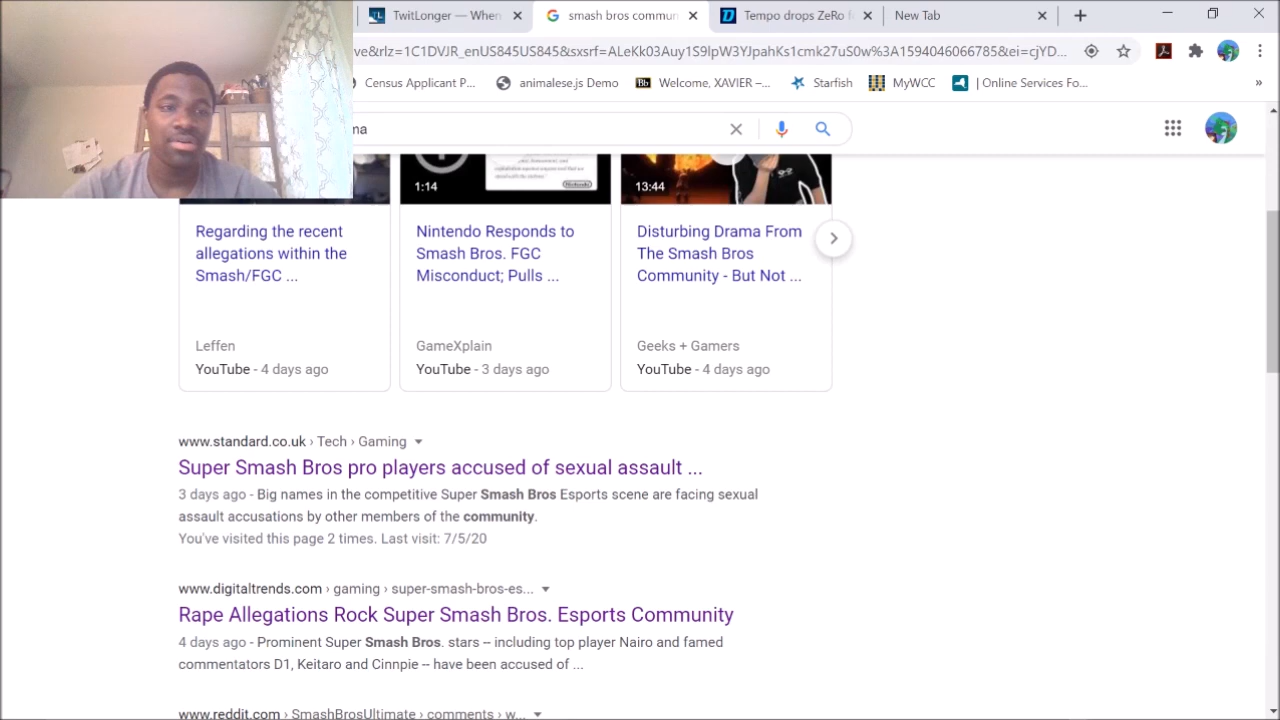 TwitLonger — When
smash bros commun
Tempo drops ZeRo f
New Tab
ve&rlz=1C1DVJR_enUS845US845&sxsrf=ALeKk03Auy1S9IpW3YJpahKs1cmk27uS0w%3A1594046066785&ei=cjYD...
Census Applicant P...
animalese.js Demo
Bb Welcome, XAVIER –...
Starfish
MyWCC
| Online Services Fo...
»
ma
1:14
Nintendo
13:44
Regarding the recent
allegations within the
Smash/FGC ...
Nintendo Responds to
Smash Bros. FGC
Misconduct; Pulls ...
Disturbing Drama From
The Smash Bros
Community - But Not ...
Leffen
YouTube - 4 days ago
GameXplain
YouTube - 3 days ago
Geeks + Gamers
YouTube - 4 days ago
www.standard.co.uk › Tech › Gaming
Super Smash Bros pro players accused of sexual assault ...
3 days ago - Big names in the competitive Super Smash Bros Esports scene are facing sexual
assault accusations by other members of the community.
You've visited this page 2 times. Last visit: 7/5/20
www.digitaltrends.com › gaming › super-smash-bros-es...
Rape Allegations Rock Super Smash Bros. Esports Community
4 days ago - Prominent Super Smash Bros. stars -- including top player Nairo and famed
commentators D1, Keitaro and Cinnpie -- have been accused of ...
www.reddit.com › SmashBrosUltimate › comments › w...